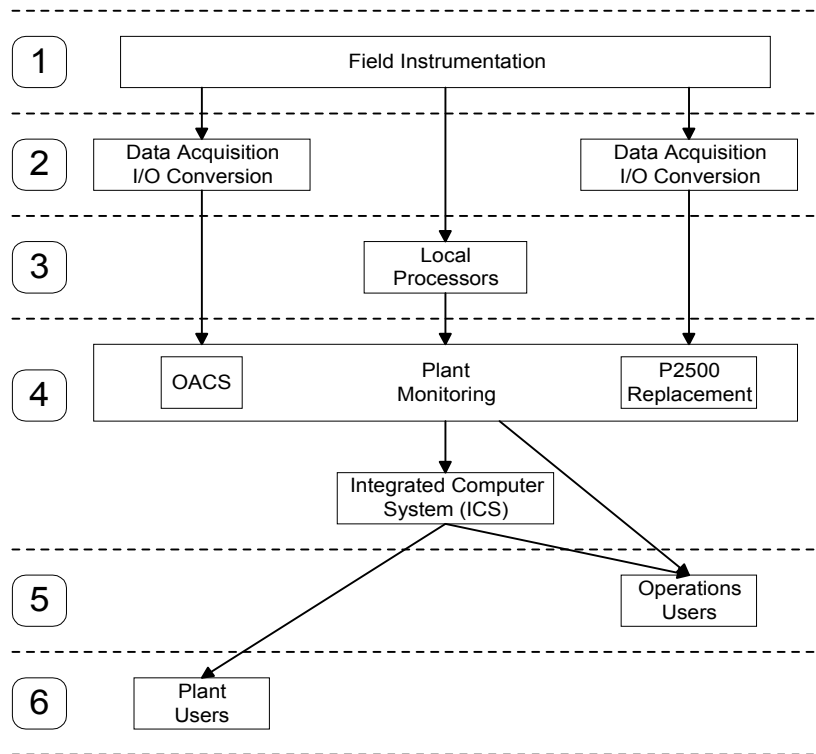 1
Field Instrumentation
2
Data Acquisition
I/O Conversion
Data Acquisition
I/O Conversion
3
Local
Processors
4
OACS
Plant
Monitoring
P2500
Replacement
Integrated Computer
System (ICS)
5
Operations
Users
6
Plant
Users